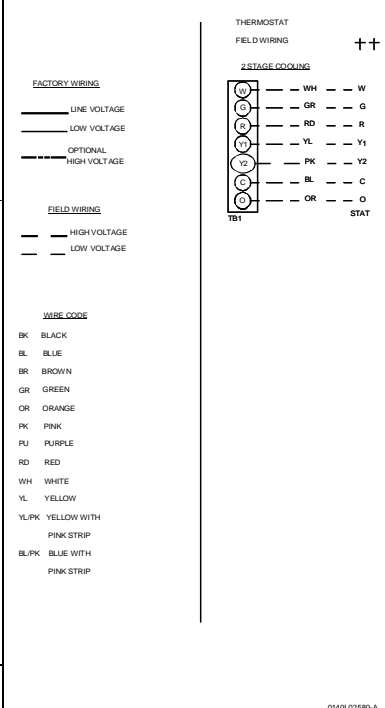 FACTORY WIRING
LINE VOLTAGE
LOW VOLTAGE
OPTIONAL
HIGH VOLTAGE
FIELD WIRING
HIGH VOLTAGE
LOW VOLTAGE
WIRE CODE
BK BLACK
BL BLUE
BR BROWN
GR GREEN
OR ORANGE
PK PINK
PU PURPLE
RD RED
WH WHITE
YL YELLOW
YL/PK YELLOW WITH
PINK STRIP
BL/PK BLUE WITH
PINK STRIP
THERMOSTAT
FIELD WIRING ††
2 STAGE COOLING
W WH W
G GR G
R RD R
Y1 YL Y1
Y2 PK Y2
C BL C
O OR O
TB1 STAT
0140L02580-A